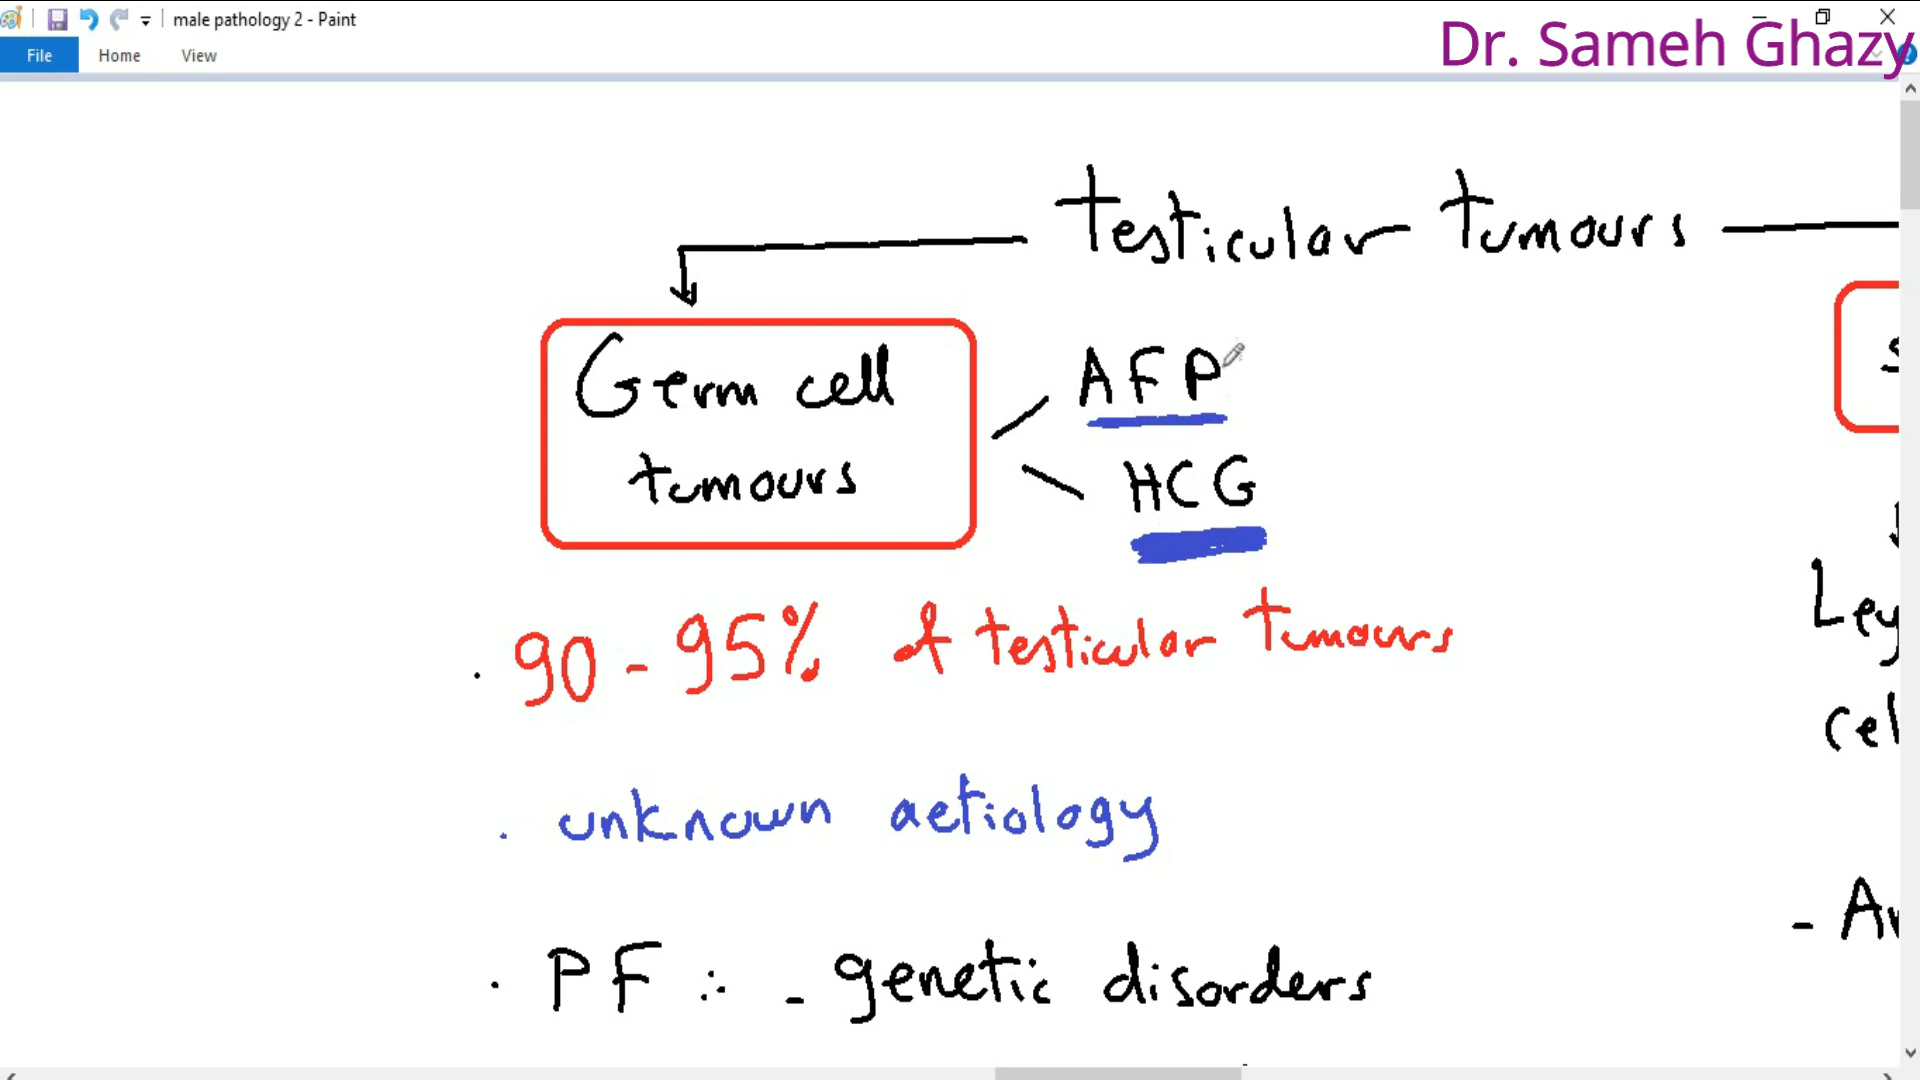 male pathology 2 - Paint
Dr. Sameh Ghazy
File Home View
Testicular Tumours
Germ cell
tumours
AFP
HCG
. 90 - 95% of testicular tumours
. unknown aetiology
. PF : - genetic disorders
S
Ley
cel
- An